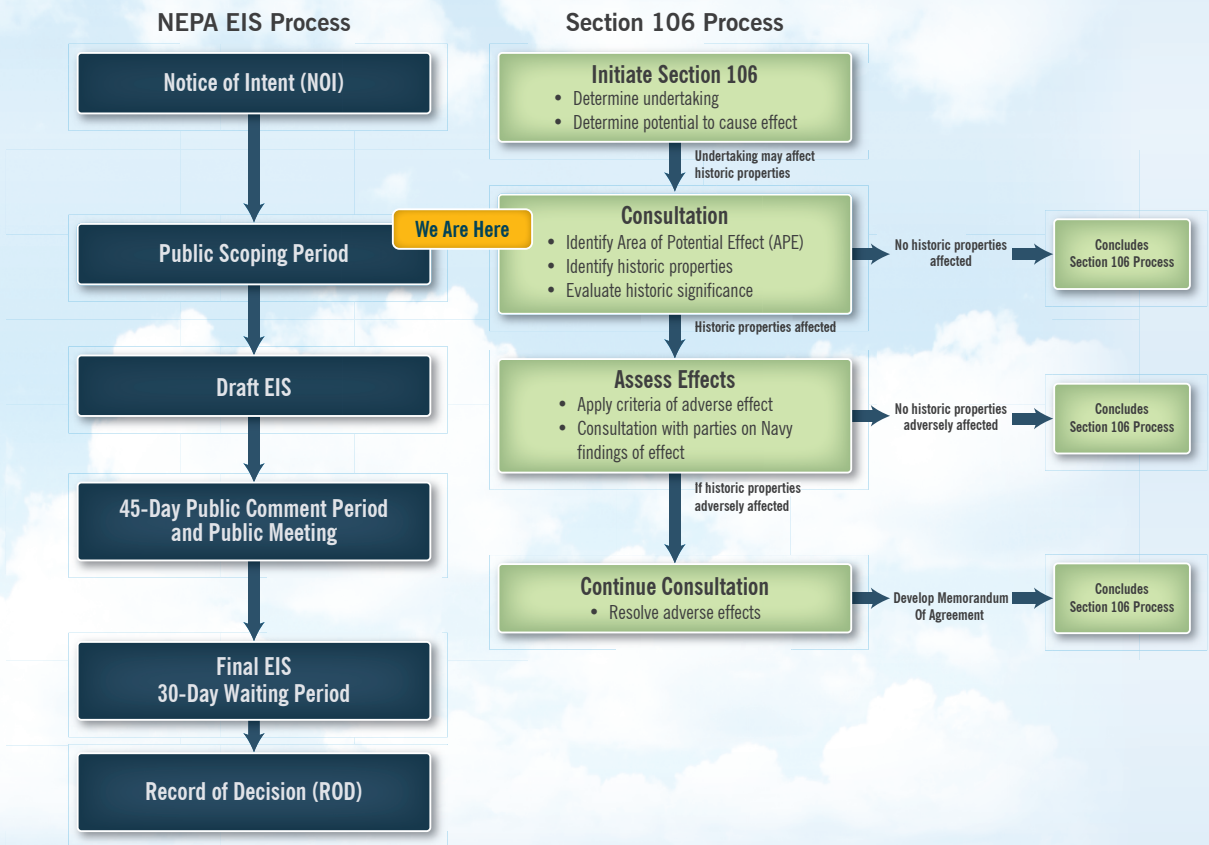 NEPA EIS Process
Notice of Intent (NOI)
Public Scoping Period
We Are Here
Draft EIS
45-Day Public Comment Period
and Public Meeting
Final EIS
30-Day Waiting Period
Record of Decision (ROD)
Section 106 Process
Initiate Section 106
• Determine undertaking
• Determine potential to cause effect
Undertaking may affect
historic properties
Consultation
• Identify Area of Potential Effect (APE)
• Identify historic properties
• Evaluate historic significance
No historic properties
affected
Concludes
Section 106 Process
Historic properties affected
Assess Effects
• Apply criteria of adverse effect
• Consultation with parties on Navy
findings of effect
No historic properties
adversely affected
Concludes
Section 106 Process
If historic properties
adversely affected
Continue Consultation
• Resolve adverse effects
Develop Memorandum
Of Agreement
Concludes
Section 106 Process